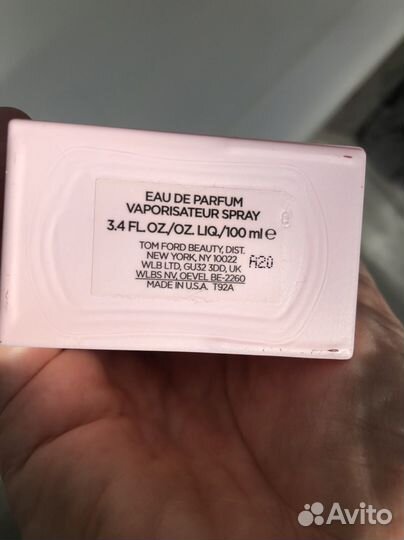 EAU DE PARFUM
VAPORISATEUR SPRAY
3.4 FL.OZ./OZ. LIQ./100 ml ℮
TOM FORD BEAUTY, DIST.
NEW YORK, NY 10022
WLB LTD, GU32 3DD, UK
WLBS NV, OEVEL BE-2260
MADE IN U.S.A. T92A
A20
Avito